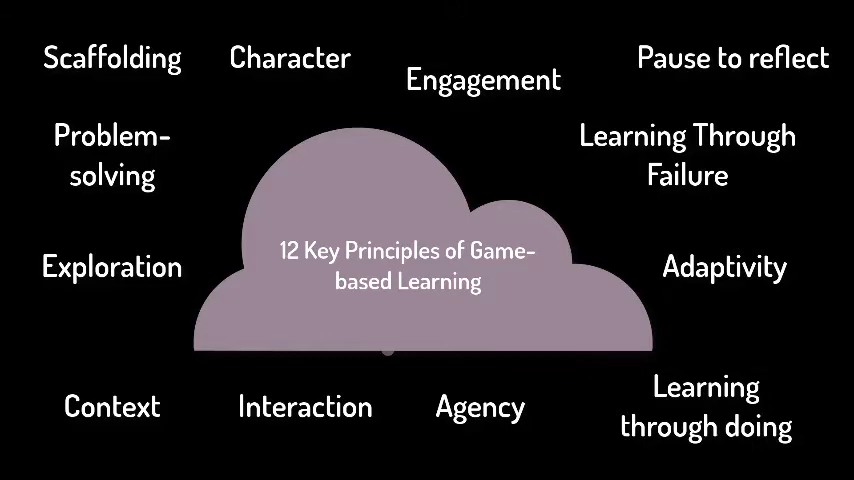 Scaffolding
Character
Engagement
Pause to reflect
Problem-
solving
Learning Through
Failure
12 Key Principles of Game-
based Learning
Exploration
Adaptivity
Context
Interaction
Agency
Learning
through doing